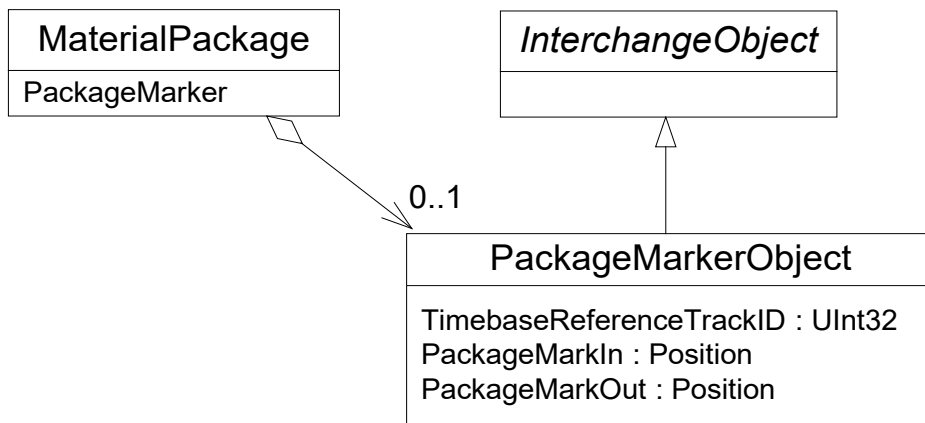 MaterialPackage
PackageMarker
InterchangeObject
0..1
PackageMarkerObject
TimebaseReferenceTrackID : UInt32
PackageMarkIn : Position
PackageMarkOut : Position